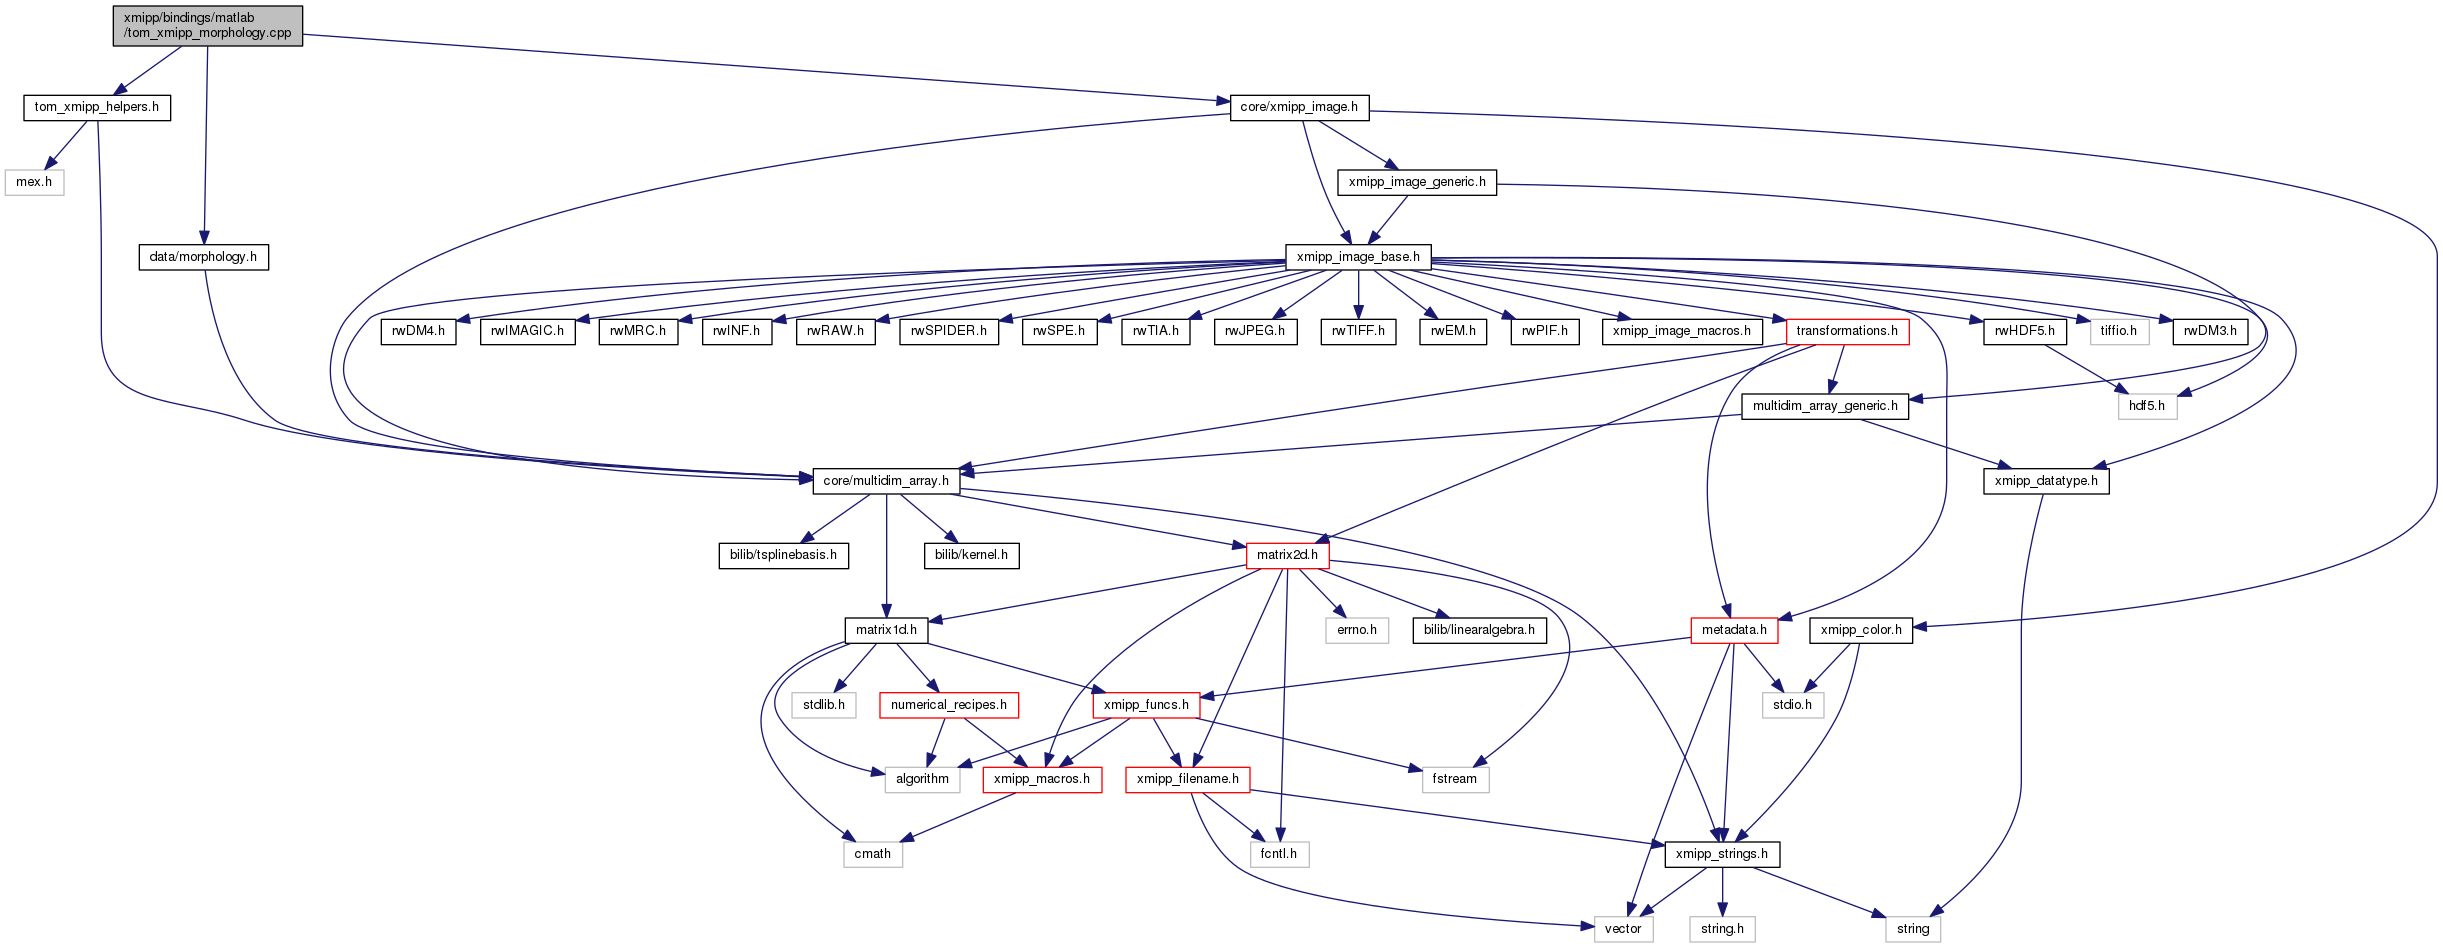 xmipp/bindings/matlab
/tom_xmipp_morphology.cpp
tom_xmipp_helpers.h
core/xmipp_image.h
mex.h
xmipp_image_generic.h
data/morphology.h
xmipp_image_base.h
rwDM4.h
rwIMAGIC.h
rwMRC.h
rwINF.h
rwRAW.h
rwSPIDER.h
rwSPE.h
rwTIA.h
rwJPEG.h
rwTIFF.h
rwEM.h
rwPIF.h
xmipp_image_macros.h
transformations.h
rwHDF5.h
tiffio.h
rwDM3.h
multidim_array_generic.h
hdf5.h
core/multidim_array.h
xmipp_datatype.h
bilib/tsplinebasis.h
bilib/kernel.h
matrix2d.h
matrix1d.h
errno.h
bilib/linearalgebra.h
metadata.h
xmipp_color.h
stdlib.h
numerical_recipes.h
xmipp_funcs.h
stdio.h
algorithm
xmipp_macros.h
xmipp_filename.h
fstream
cmath
fcntl.h
xmipp_strings.h
vector
string.h
string